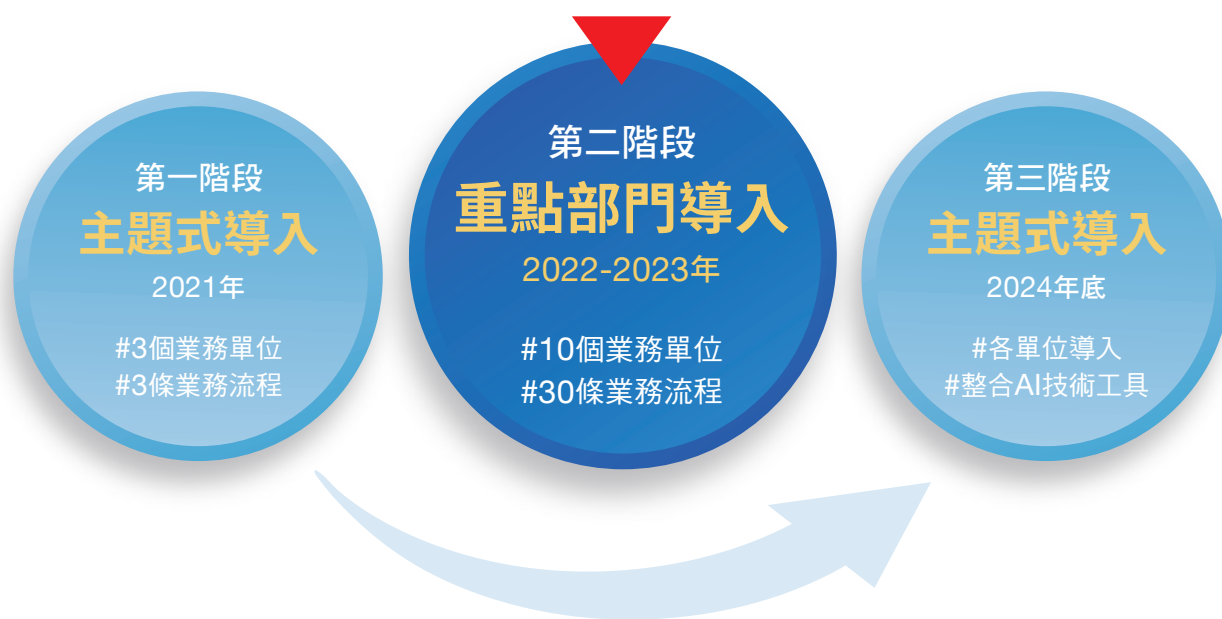 第一階段
主題式導入
2021年
#3個業務單位
#3條業務流程
第二階段
重點部門導入
2022-2023年
#10個業務單位
#30條業務流程
第三階段
主題式導入
2024年底
#各單位導入
#整合AI技術工具